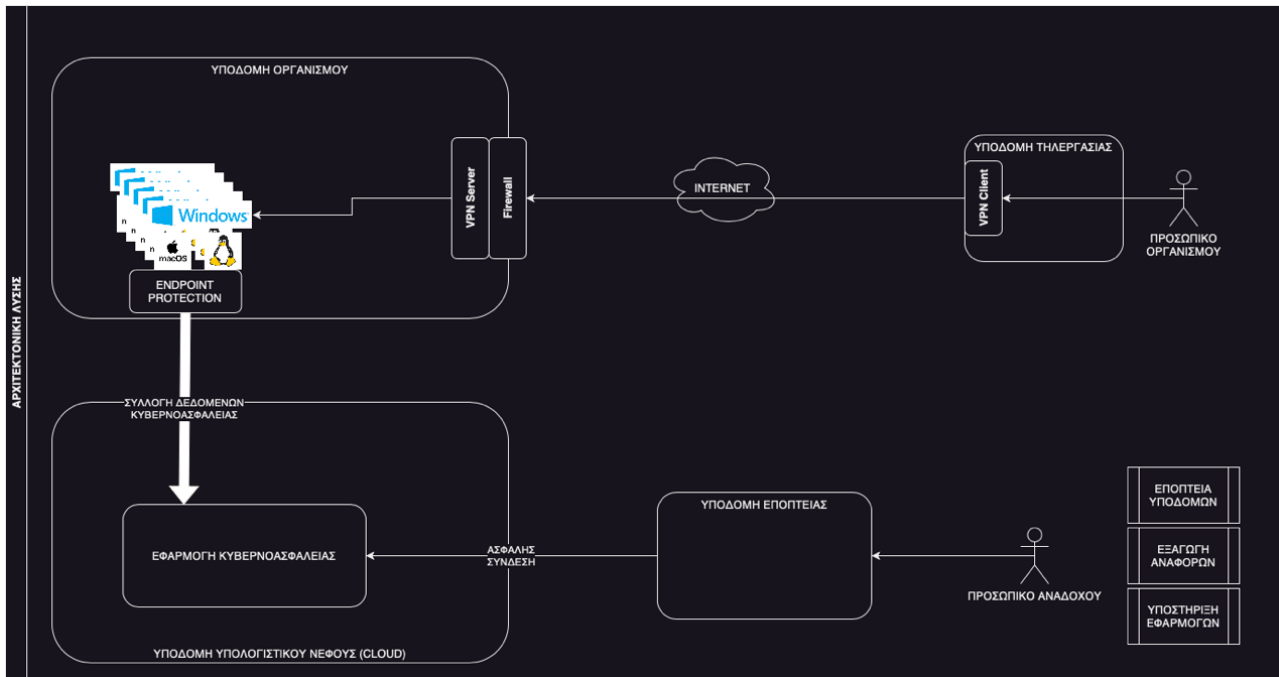 ΑΡΧΙΤΕΚΤΟΝΙΚΗ ΛΥΣΗΣ
ΥΠΟΔΟΜΗ ΟΡΓΑΝΙΣΜΟΥ
Windows
macOS
ENDPOINT
PROTECTION
VPN Server
Firewall
INTERNET
ΥΠΟΔΟΜΗ ΤΗΛΕΡΓΑΣΙΑΣ
VPN Client
ΠΡΟΣΩΠΙΚΟ
ΟΡΓΑΝΙΣΜΟΥ
ΣΥΛΛΟΓΗ ΔΕΔΟΜΕΝΩΝ
ΚΥΒΕΡΝΟΑΣΦΑΛΕΙΑΣ
ΕΦΑΡΜΟΓΗ ΚΥΒΕΡΝΟΑΣΦΑΛΕΙΑΣ
ΥΠΟΔΟΜΗ ΥΠΟΛΟΓΙΣΤΙΚΟΥ ΝΕΦΟΥΣ (CLOUD)
ΑΣΦΑΛΗΣ
ΣΥΝΔΕΣΗ
ΥΠΟΔΟΜΗ ΕΠΟΠΤΕΙΑΣ
ΠΡΟΣΩΠΙΚΟ ΑΝΑΔΟΧΟΥ
ΕΠΟΠΤΕΙΑ
ΥΠΟΔΟΜΩΝ
ΕΞΑΓΩΓΗ
ΑΝΑΦΟΡΩΝ
ΥΠΟΣΤΗΡΙΞΗ
ΕΦΑΡΜΟΓΩΝ